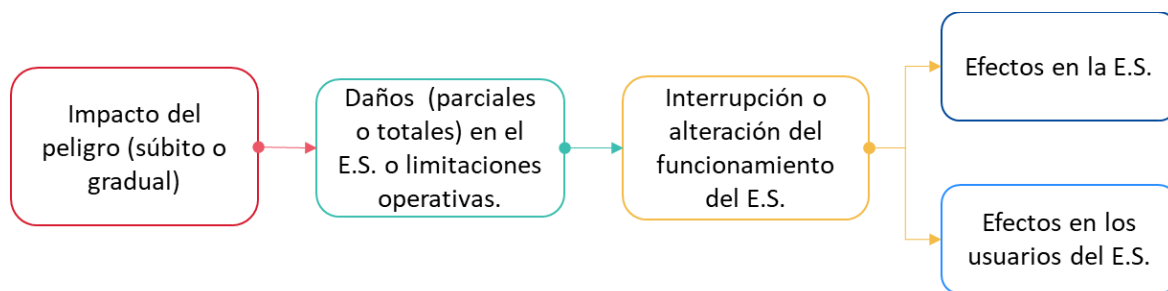 Impacto del
peligro (súbito o
gradual)
Daños (parciales
o totales) en el
E.S. o limitaciones
operativas.
Interrupción o
alteración del
funcionamiento
del E.S.
Efectos en la E.S.
Efectos en los
usuarios del E.S.